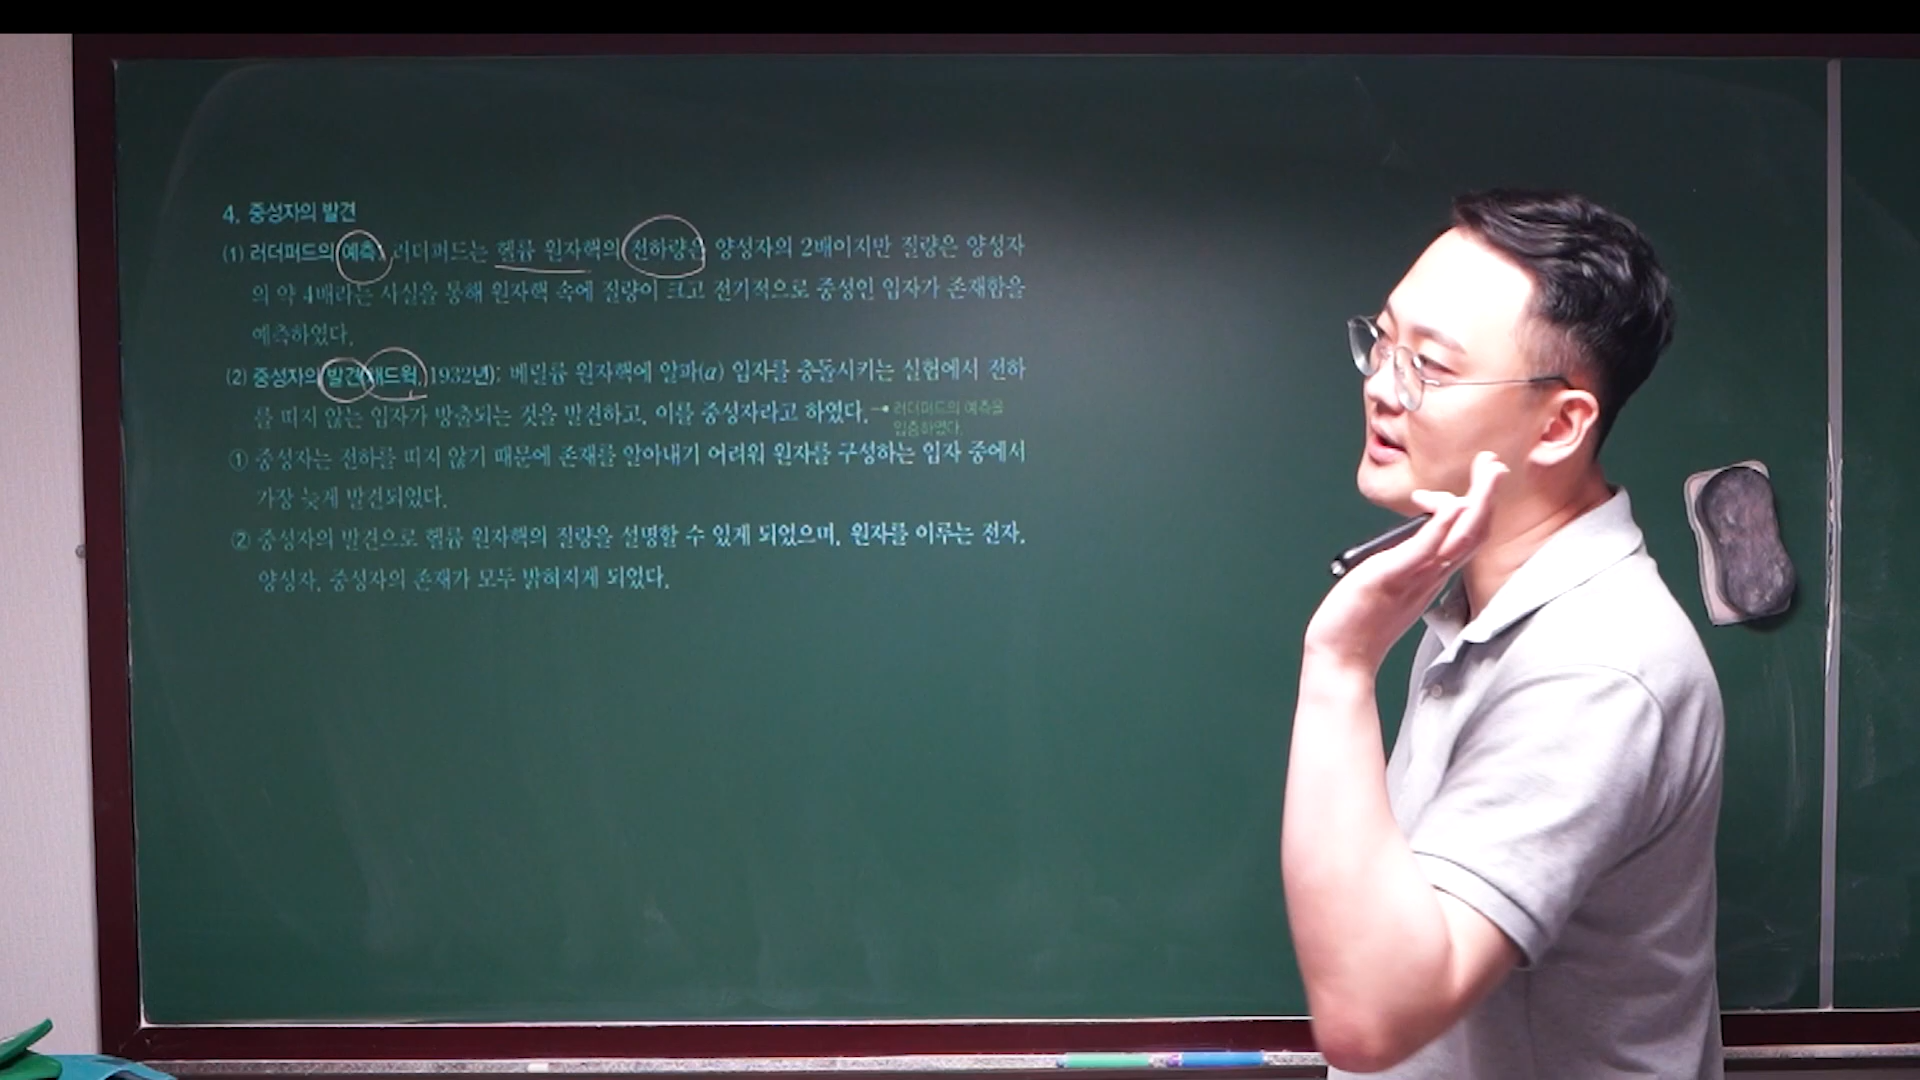 4. 중성자의 발견
(1) 러더퍼드의 예측: 러더퍼드는 헬륨 원자핵의 전하량은 양성자의 2배이지만 질량은 양성자
의 약 4배라는 사실을 통해 원자핵 속에 질량이 크고 전기적으로 중성인 입자가 존재함을
예측하였다.
(2) 중성자의 발견(채드윅, 1932년): 베릴륨 원자핵에 알파(α) 입자를 충돌시키는 실험에서 전하
를 띠지 않는 입자가 방출되는 것을 발견하고, 이를 중성자라고 하였다. → 러더퍼드의 예측을
입증하였다.
① 중성자는 전하를 띠지 않기 때문에 존재를 알아내기 어려워 원자를 구성하는 입자 중에서
가장 늦게 발견되었다.
② 중성자의 발견으로 헬륨 원자핵의 질량을 설명할 수 있게 되었으며, 원자를 이루는 전자,
양성자, 중성자의 존재가 모두 밝혀지게 되었다.